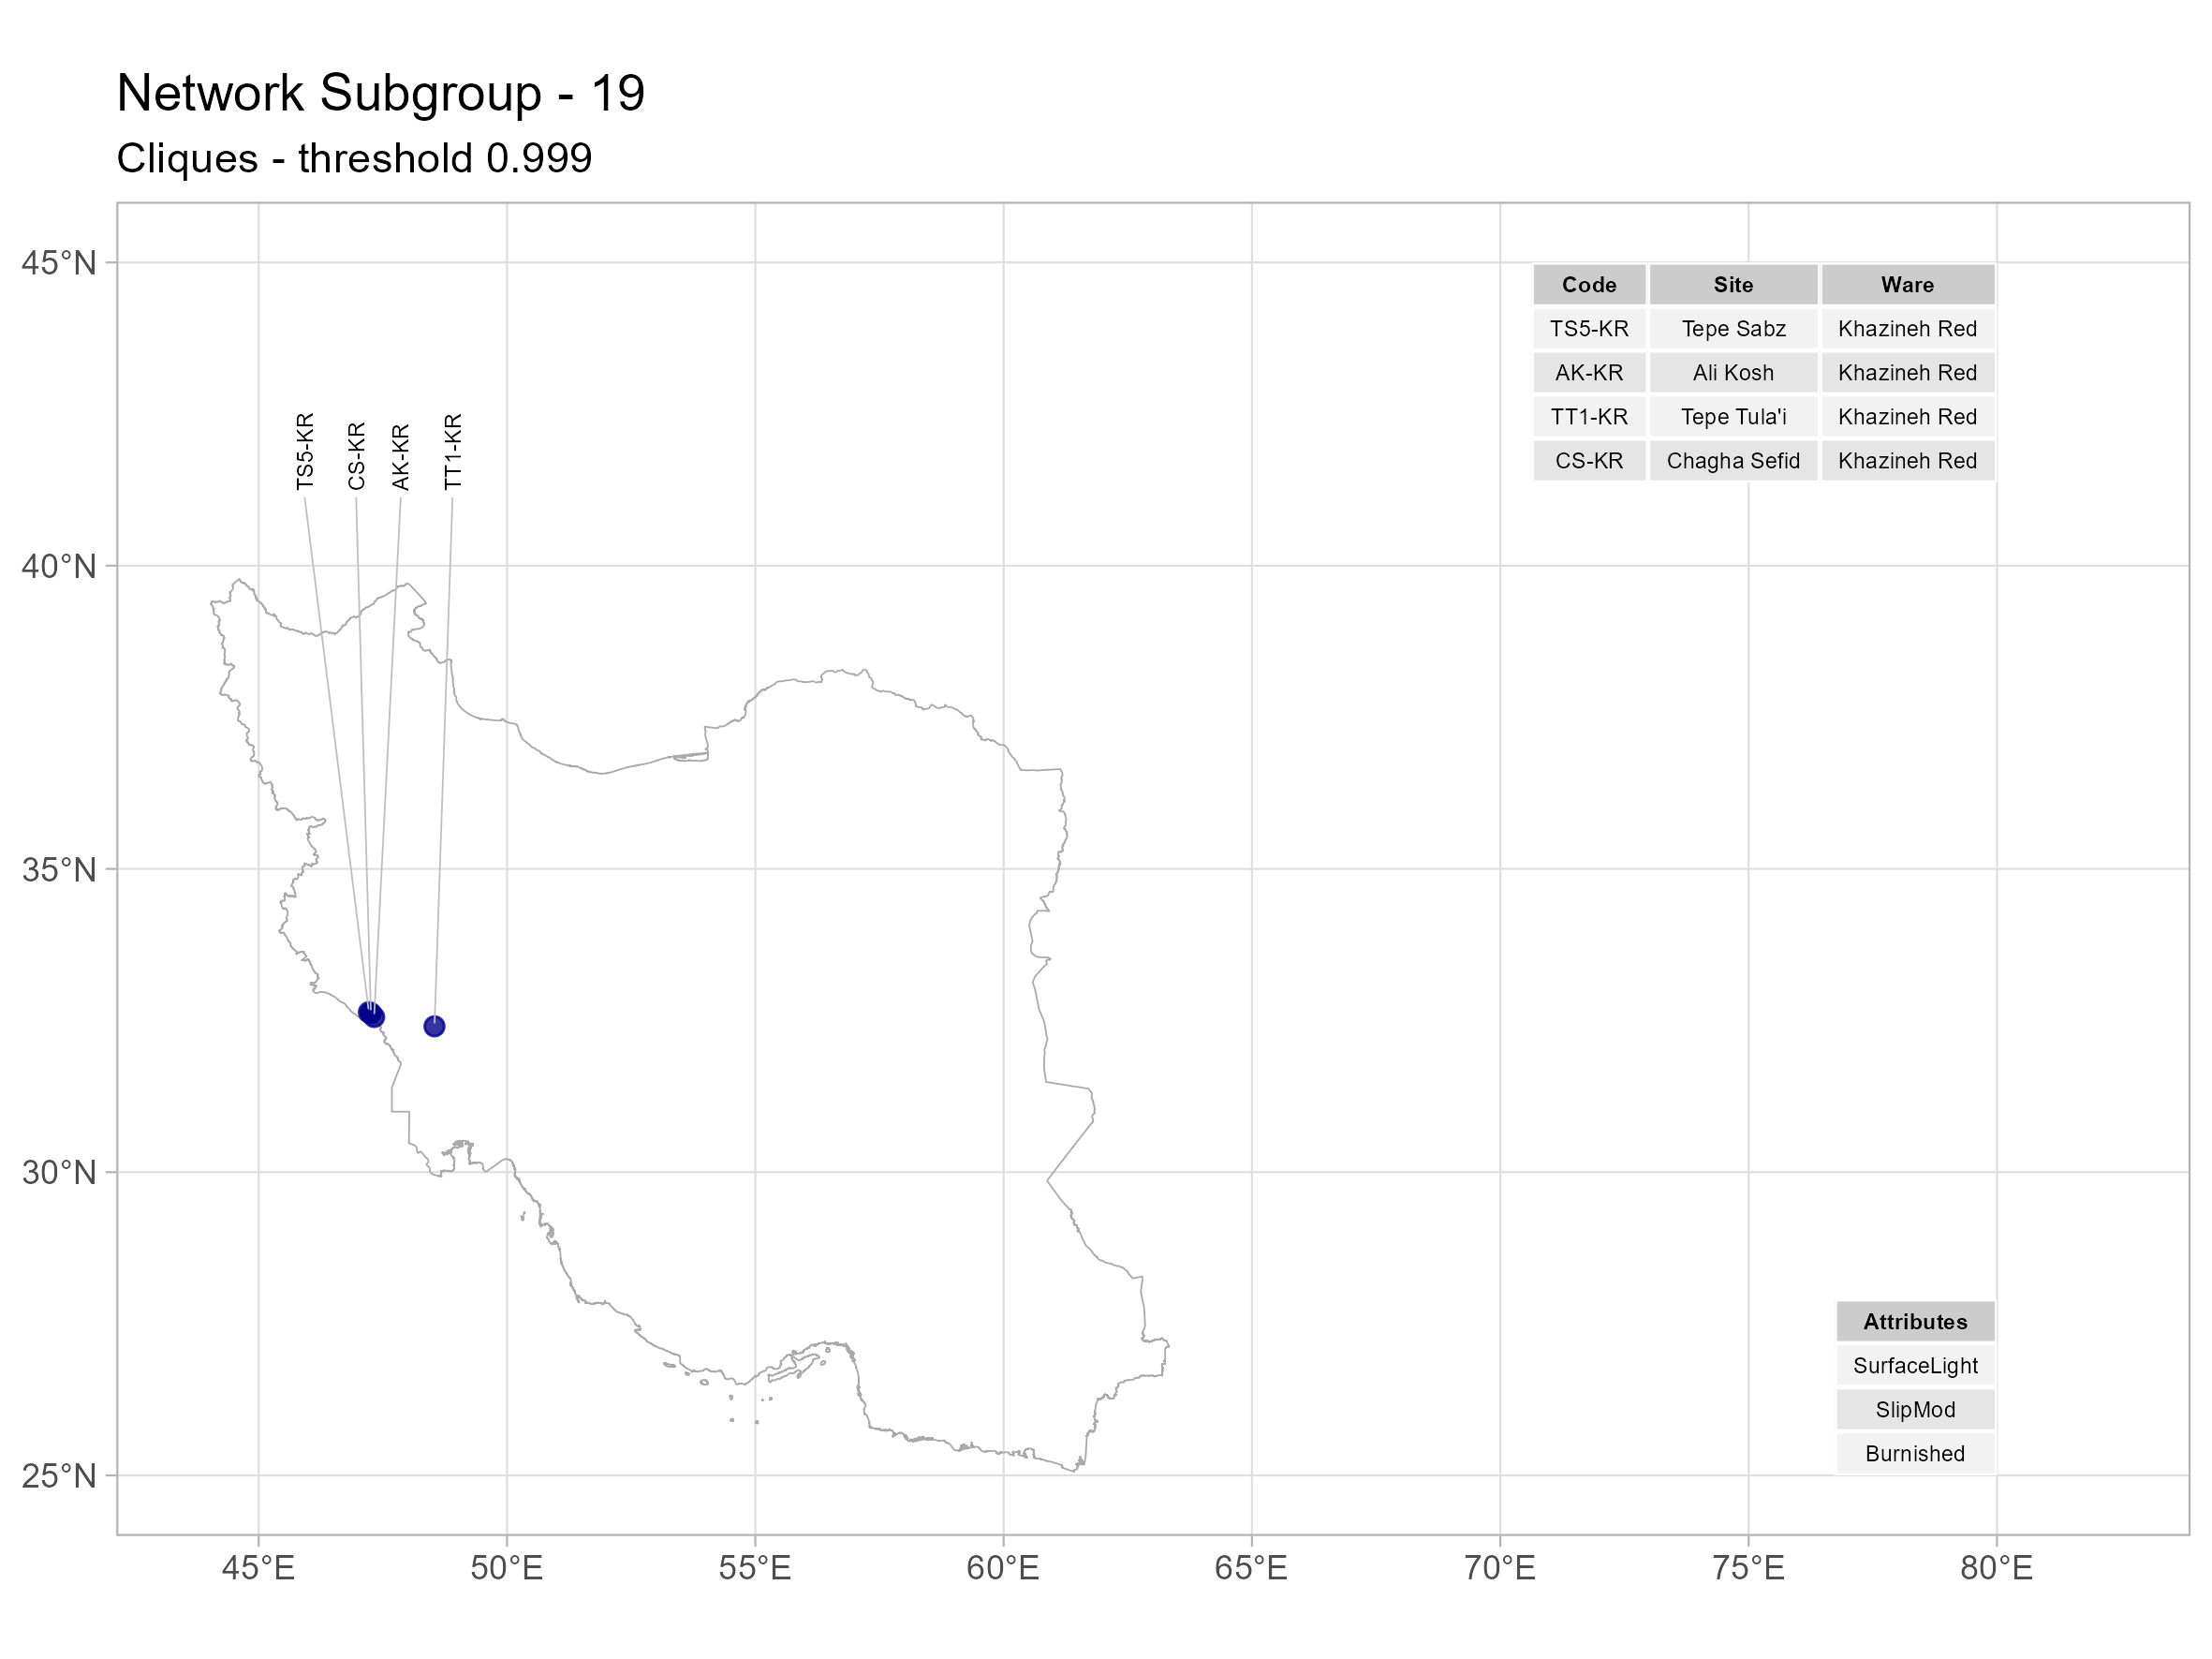 Network Subgroup - 19
Cliques - threshold 0.999
45°N
40°N
35°N
30°N
25°N
45°E 50°E 55°E 60°E 65°E 70°E 75°E 80°E
TS5-KR
CS-KR
AK-KR
TT1-KR
Code Site Ware
TS5-KR Tepe Sabz Khazineh Red
AK-KR Ali Kosh Khazineh Red
TT1-KR Tepe Tula'i Khazineh Red
CS-KR Chagha Sefid Khazineh Red
Attributes
SurfaceLight
SlipMod
Burnished